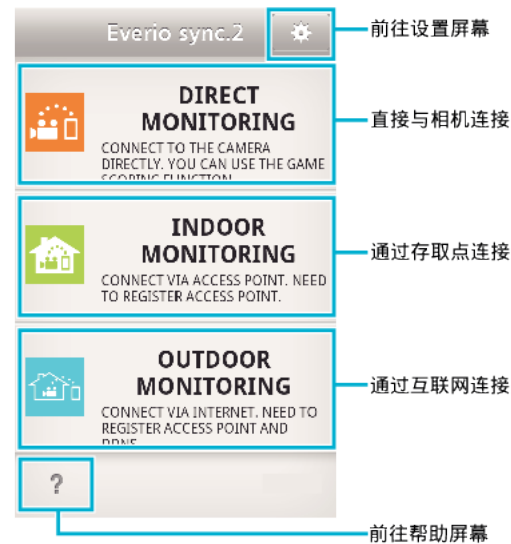 Everio sync.2
前往设置屏幕
DIRECT
MONITORING
CONNECT TO THE CAMERA
DIRECTLY. YOU CAN USE THE GAME
SCORING FUNCTION
直接与相机连接
INDOOR
MONITORING
CONNECT VIA ACCESS POINT. NEED
TO REGISTER ACCESS POINT.
通过存取点连接
OUTDOOR
MONITORING
CONNECT VIA INTERNET. NEED TO
REGISTER ACCESS POINT AND
通过互联网连接
?
前往帮助屏幕